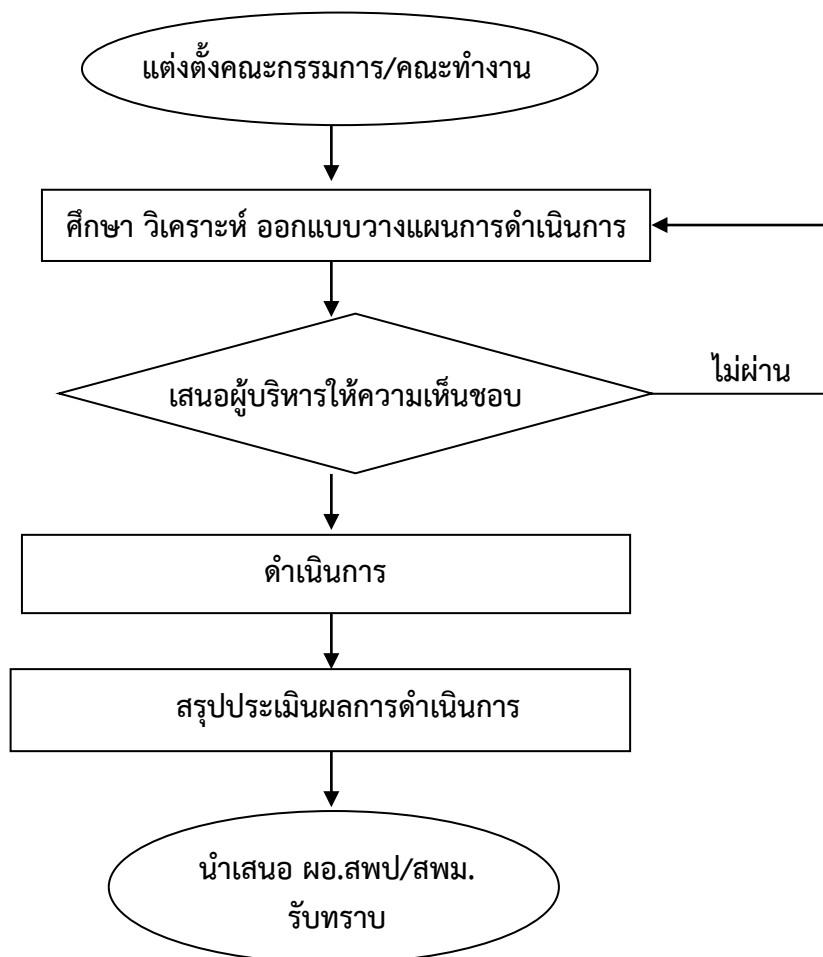 แต่งตั้งคณะกรรมการ/คณะทำงาน
ศึกษา วิเคราะห์ ออกแบบวางแผนการดำเนินการ
เสนอผู้บริหารให้ความเห็นชอบ
ไม่ผ่าน
ดำเนินการ
สรุปประเมินผลการดำเนินการ
นำเสนอ ผอ.สพป/สพม.
รับทราบ